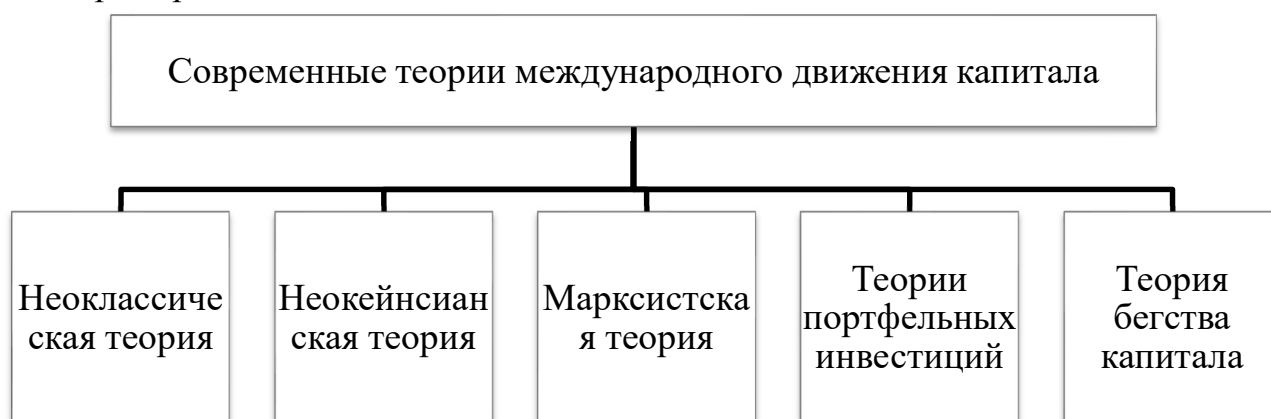 Современные теории международного движения капитала
Неоклассиче
ская теория
Неокейнсиан
ская теория
Марксистска
я теория
Теории
портфельных
инвестиций
Теория
бегства
капитала